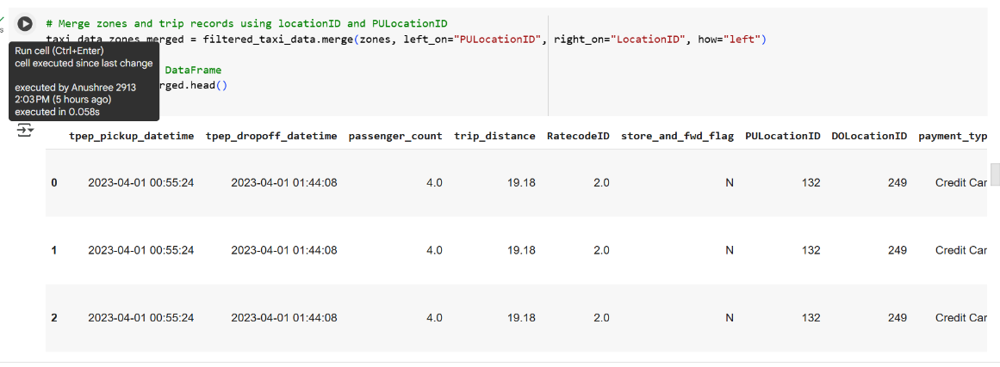 # Merge zones and trip records using locationID and PULocationID
taxi_data_zones_merged = filtered_taxi_data.merge(zones, left_on="PULocationID", right_on="LocationID", how="left")
Run cell (Ctrl+Enter)
cell executed since last change
DataFrame
executed by Anushree 2913
rged.head()
2:03 PM (5 hours ago)
executed in 0.058s
tpep_pickup_datetime tpep_dropoff_datetime passenger_count trip_distance RatecodeID store_and_fwd_flag PULocationID DOLocationID payment_typ
0 2023-04-01 00:55:24 2023-04-01 01:44:08 4.0 19.18 2.0 N 132 249 Credit Car
1 2023-04-01 00:55:24 2023-04-01 01:44:08 4.0 19.18 2.0 N 132 249 Credit Car
2 2023-04-01 00:55:24 2023-04-01 01:44:08 4.0 19.18 2.0 N 132 249 Credit Car